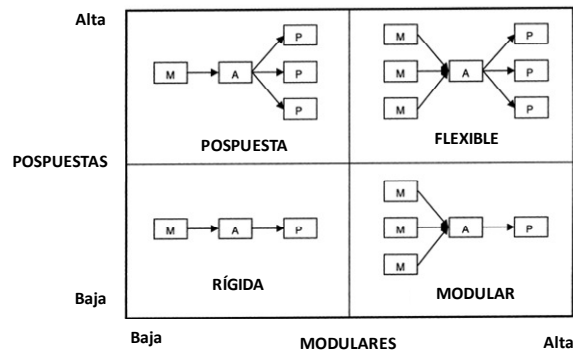 Alta
P
M A P
P
POSPUESTA
M P
M A P
M P
FLEXIBLE
POSPUESTAS
M A P
RÍGIDA
M
M A P
M
MODULAR
Baja
Baja MODULARES Alta